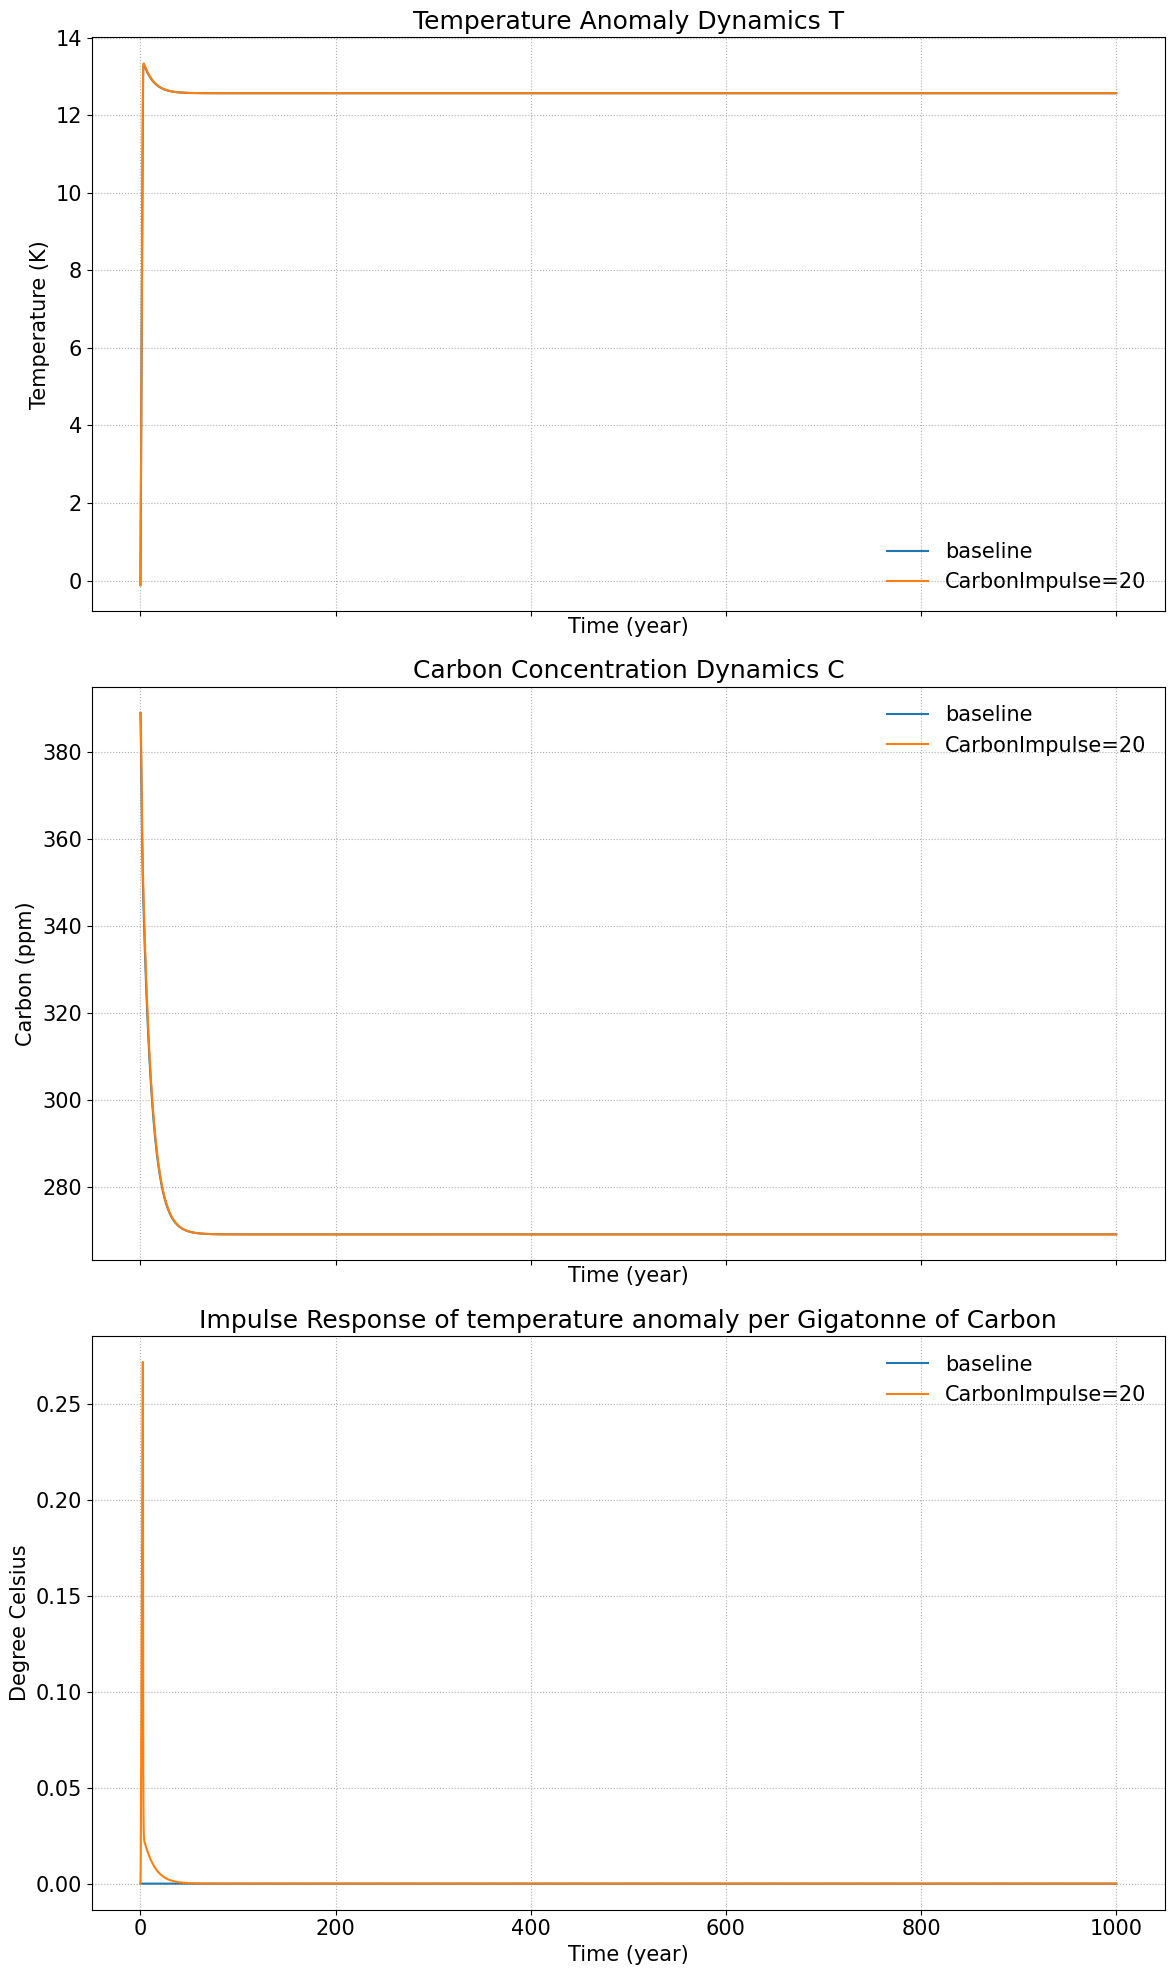 Temperature Anomaly Dynamics T
14
12
10
8
6
4
2
0
Temperature (K)
baseline
CarbonImpulse=20
Time (year)
Carbon Concentration Dynamics C
380
360
340
320
300
280
Carbon (ppm)
baseline
CarbonImpulse=20
Time (year)
Impulse Response of temperature anomaly per Gigatonne of Carbon
0.25
0.20
0.15
0.10
0.05
0.00
Degree Celsius
baseline
CarbonImpulse=20
0 200 400 600 800 1000
Time (year)